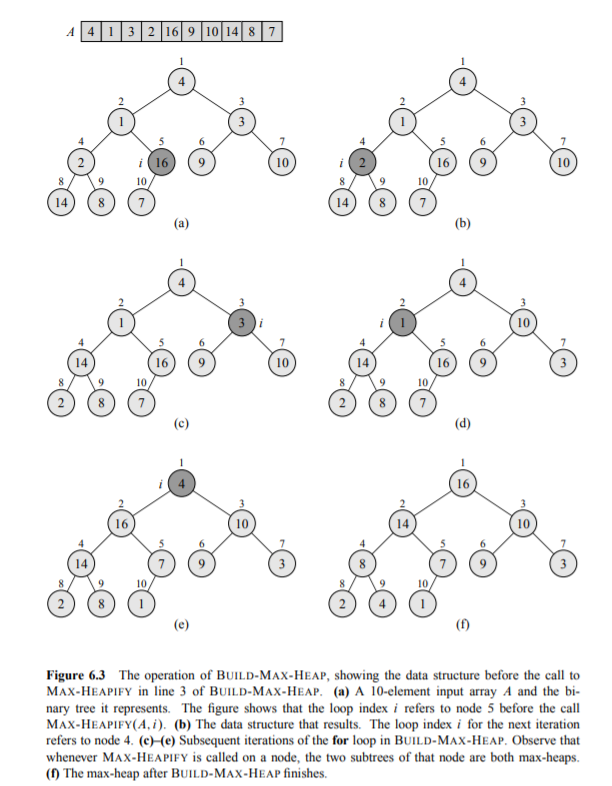 A 4 1 3 2 16 9 10 14 8 7
1 1
4 4
2 3 2 3
1 3 1 3
4 5 6 7 4 5 6 7
2 i 16 9 10 i 2 16 9 10
8 9 10 8 9 10
14 8 7 14 8 7
(a) (b)
1 1
4 4
2 3 2 3
1 3 i i 1 10
4 5 6 7 4 5 6 7
14 16 9 10 14 16 9 3
8 9 10 8 9 10
2 8 7 2 8 7
(c) (d)
1 1
i 4 16
2 3 2 3
16 10 14 10
4 5 6 7 4 5 6 7
14 7 9 3 8 7 9 3
8 9 10 8 9 10
2 8 1 2 4 1
(e) (f)
Figure 6.3 The operation of BUILD-MAX-HEAP, showing the data structure before the call to
MAX-HEAPIFY in line 3 of BUILD-MAX-HEAP. (a) A 10-element input array A and the bi-
nary tree it represents. The figure shows that the loop index i refers to node 5 before the call
MAX-HEAPIFY(A, i). (b) The data structure that results. The loop index i for the next iteration
refers to node 4. (c)–(e) Subsequent iterations of the for loop in BUILD-MAX-HEAP. Observe that
whenever MAX-HEAPIFY is called on a node, the two subtrees of that node are both max-heaps.
(f) The max-heap after BUILD-MAX-HEAP finishes.